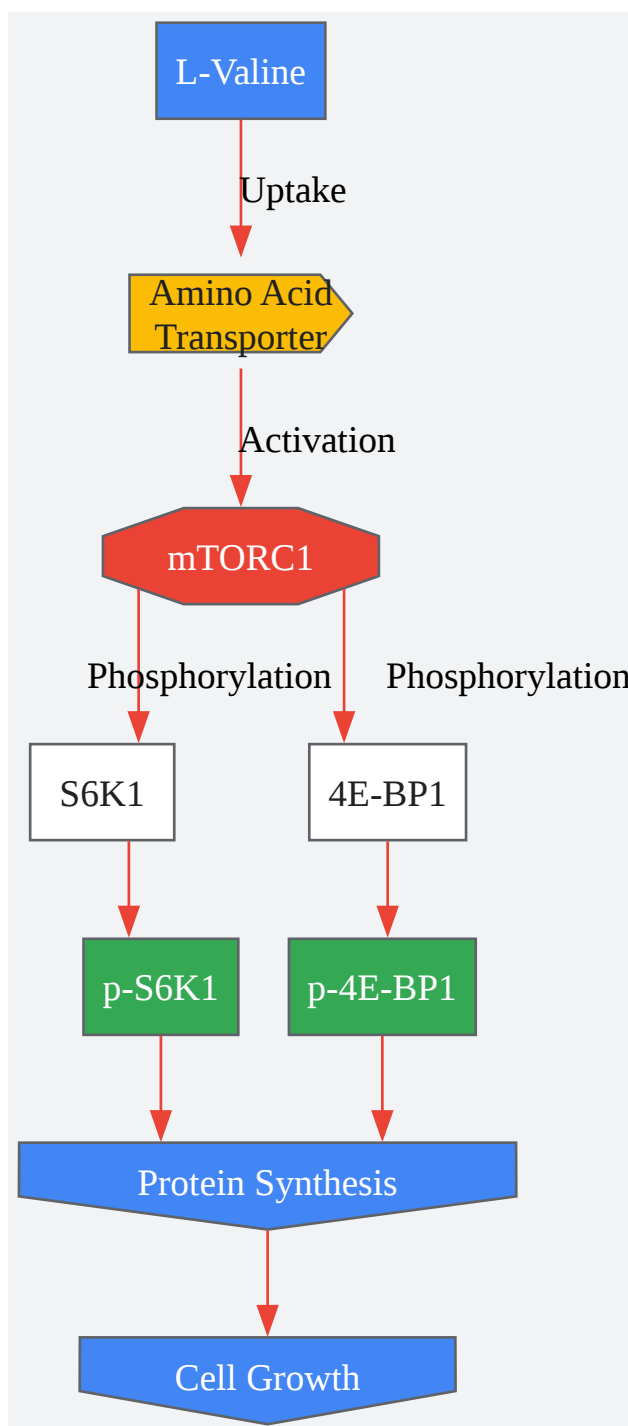 L-Valine
Uptake
Amino Acid
Transporter
Activation
mTORC1
Phosphorylation
Phosphorylation
S6K1
4E-BP1
p-S6K1
p-4E-BP1
Protein Synthesis
Cell Growth